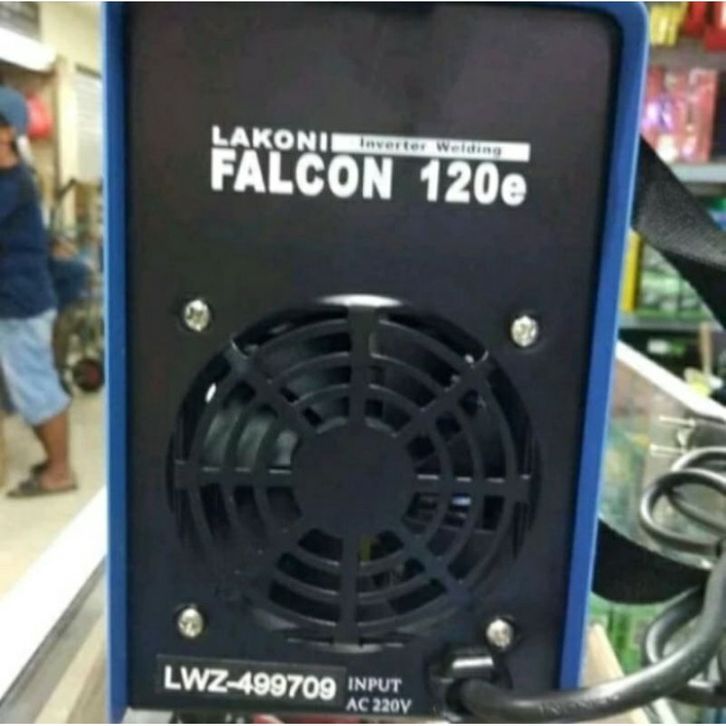 LAKONI Inverter Welding
FALCON 120e
LWZ-499709 INPUT
AC 220V